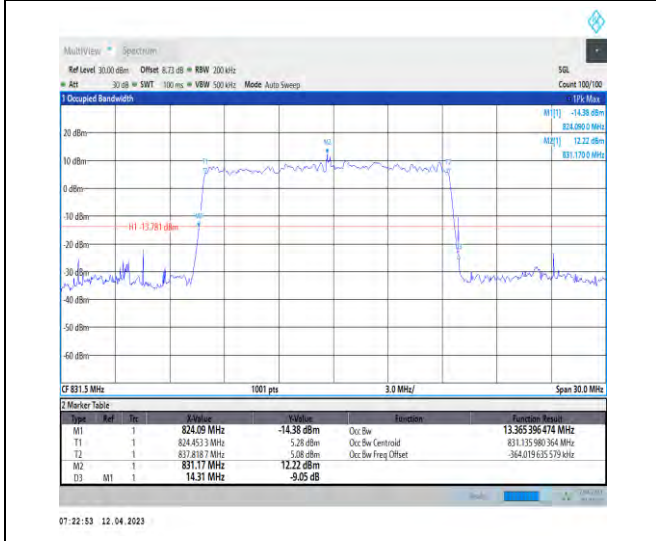 MultiView Spectrum
Ref Level 30.00 dBm Offset 8.73 dB RBW 200 kHz SGL
Att 30 dB SWT 100 ms VBW 500 kHz Mode Auto Sweep Count 100/100
1 Occupied Bandwidth 1Pk Max
M1[1] -14.38 dBm
824.090 0 MHz
20 dBm
M2[1] 12.22 dBm
831.170 0 MHz
M2
T1
10 dBm
0 dBm
-10 dBm
H1 -13.781 dBm
-20 dBm
-30 dBm
-40 dBm
-50 dBm
-60 dBm
CF 831.5 MHz 1001 pts 3.0 MHz/ Span 30.0 MHz
2 Marker Table
Type Ref Trc X-Value Y-Value Function Function Result
M1 1 824.09 MHz -14.38 dBm Occ Bw 13.365 396 474 MHz
T1 1 824.453 3 MHz 5.28 dBm Occ Bw Centroid 831.135 980 364 MHz
T2 1 837.818 7 MHz 5.08 dBm Occ Bw Freq Offset -364.019 635 579 kHz
M2 1 831.17 MHz 12.22 dBm
D3 M1 1 14.31 MHz -9.05 dB
07:22:53 12.04.2023